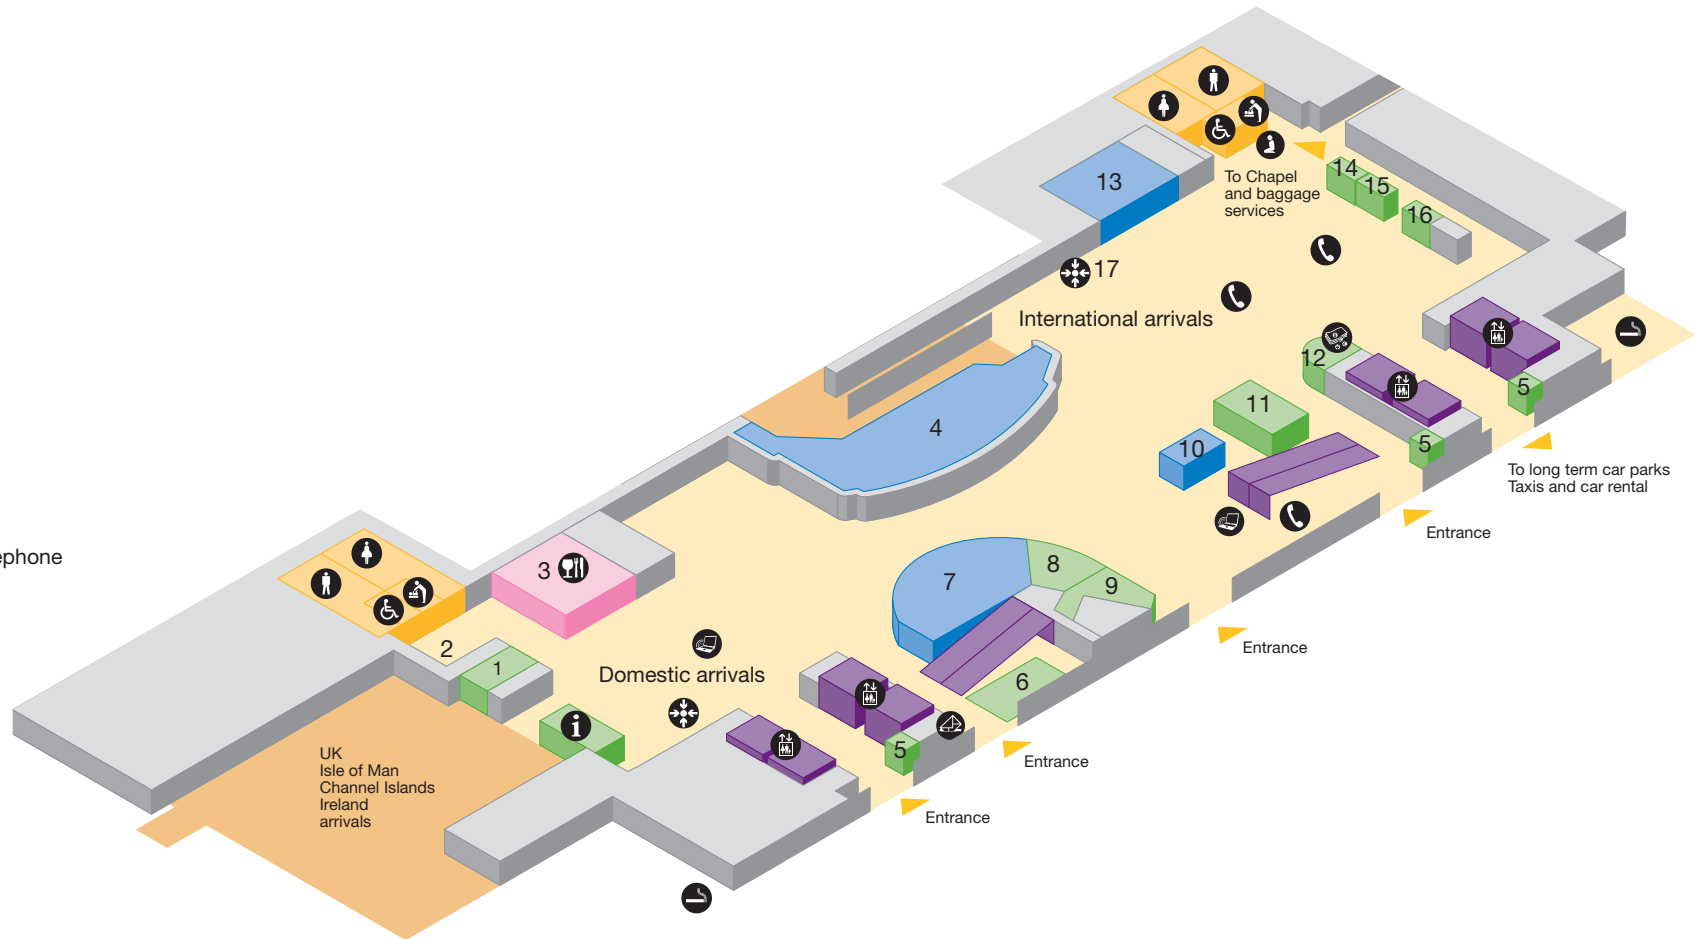 14
15
13
To Chapel
and baggage
services
16
17
International arrivals
12
5
11
4
5
10
To long term car parks
Taxis and car rental
Entrance
ephone
3
8
7
9
2
Entrance
1
Domestic arrivals
6
i
5
UK
Isle of Man
Channel Islands
Ireland
arrivals
Entrance
Entrance